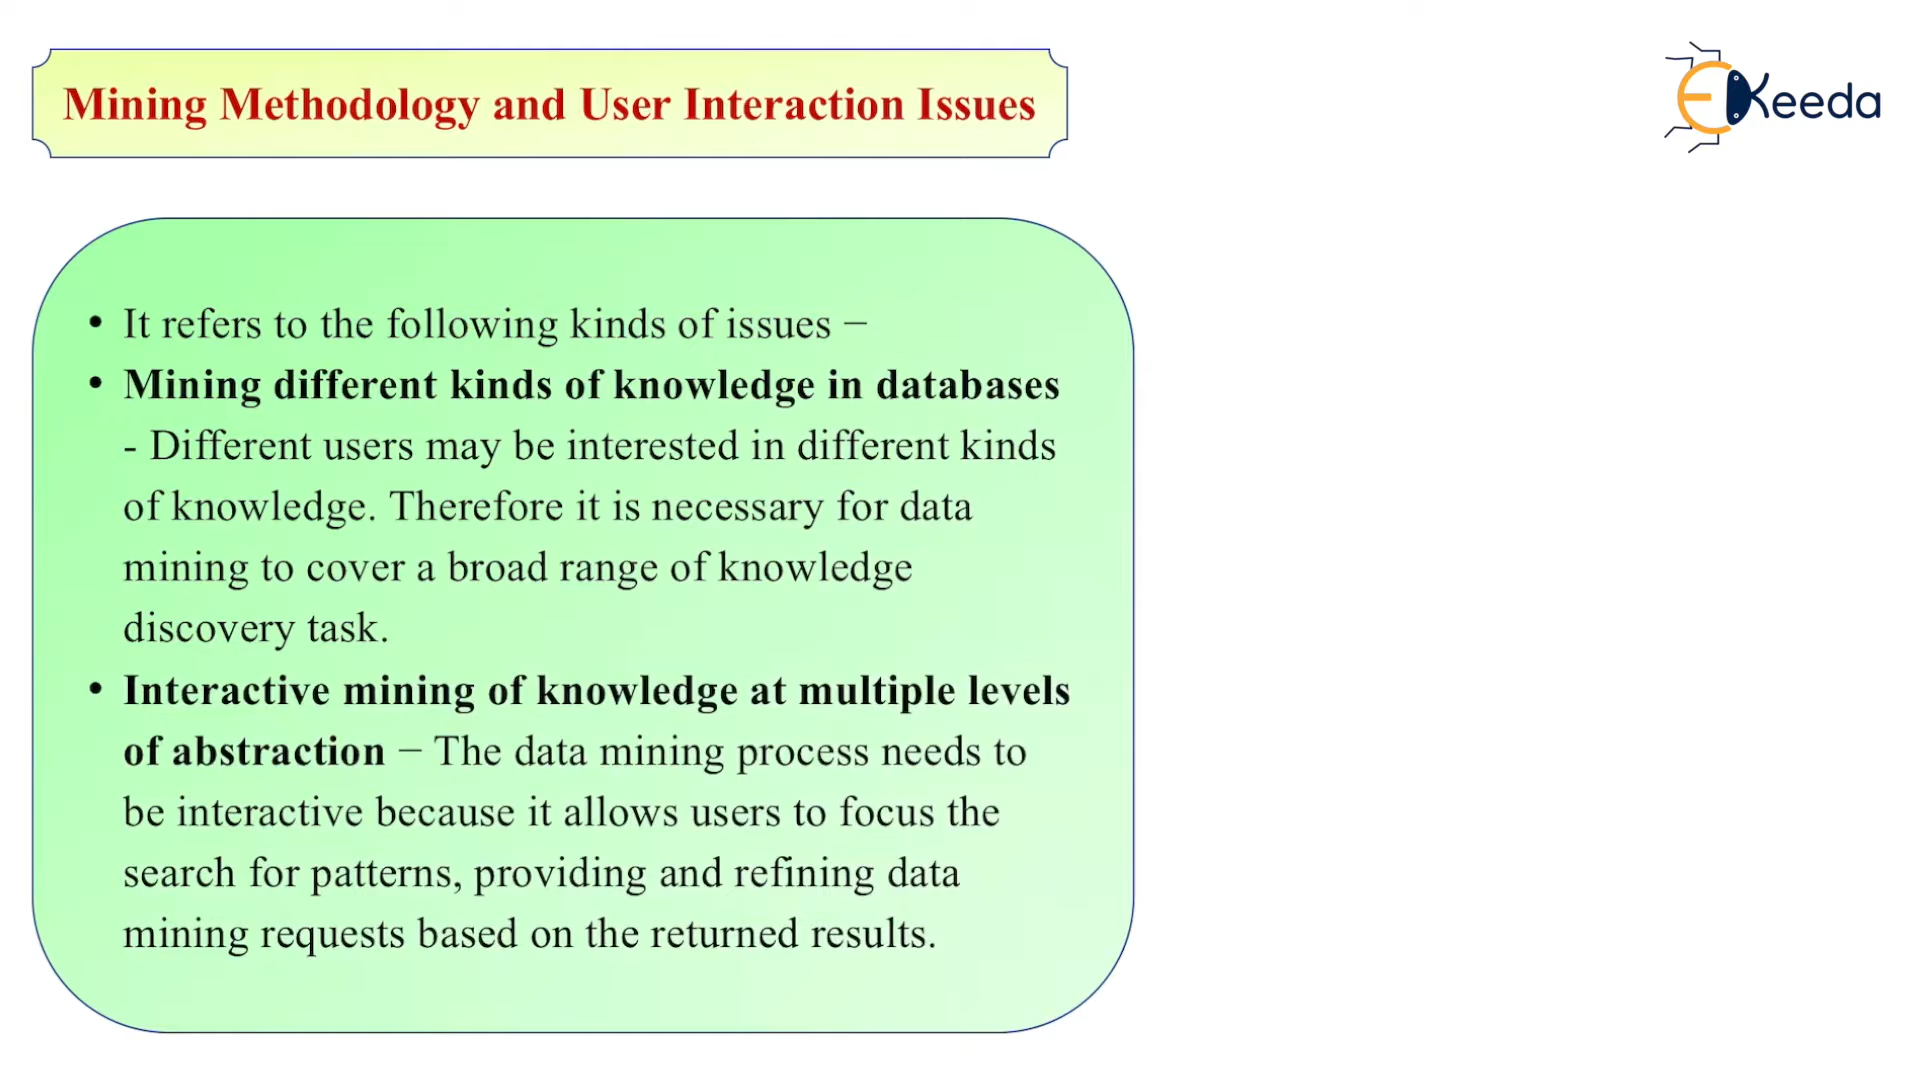 Mining Methodology and User Interaction Issues
EKeeda
• It refers to the following kinds of issues −
• Mining different kinds of knowledge in databases
- Different users may be interested in different kinds
of knowledge. Therefore it is necessary for data
mining to cover a broad range of knowledge
discovery task.
• Interactive mining of knowledge at multiple levels
of abstraction − The data mining process needs to
be interactive because it allows users to focus the
search for patterns, providing and refining data
mining requests based on the returned results.